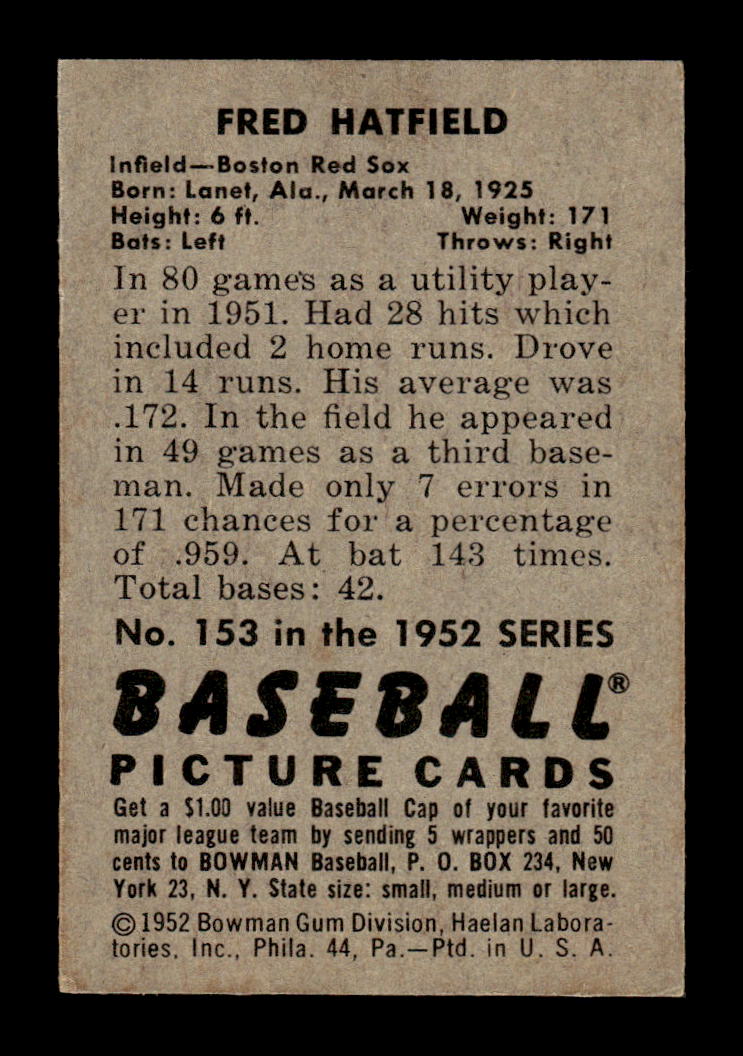 FRED HATFIELD
Infield—Boston Red Sox
Born: Lanet, Ala., March 18, 1925
Height: 6 ft. Weight: 171
Bats: Left Throws: Right
In 80 games as a utility play-
er in 1951. Had 28 hits which
included 2 home runs. Drove
in 14 runs. His average was
.172. In the field he appeared
in 49 games as a third base-
man. Made only 7 errors in
171 chances for a percentage
of .959. At bat 143 times.
Total bases: 42.
No. 153 in the 1952 SERIES
BASEBALL®
PICTURE CARDS
Get a $1.00 value Baseball Cap of your favorite
major league team by sending 5 wrappers and 50
cents to BOWMAN Baseball, P. O. BOX 234, New
York 23, N. Y. State size: small, medium or large.
©1952 Bowman Gum Division, Haelan Labora-
tories, Inc., Phila. 44, Pa.—Ptd. in U. S. A.